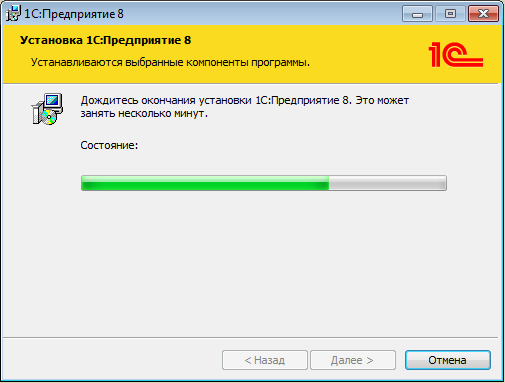 1С:Предприятие 8
Установка 1С:Предприятие 8
Устанавливаются выбранные компоненты программы.
1С
Дождитесь окончания установки 1С:Предприятие 8. Это может
занять несколько минут.
Состояние:
< Назад
Далее >
Отмена